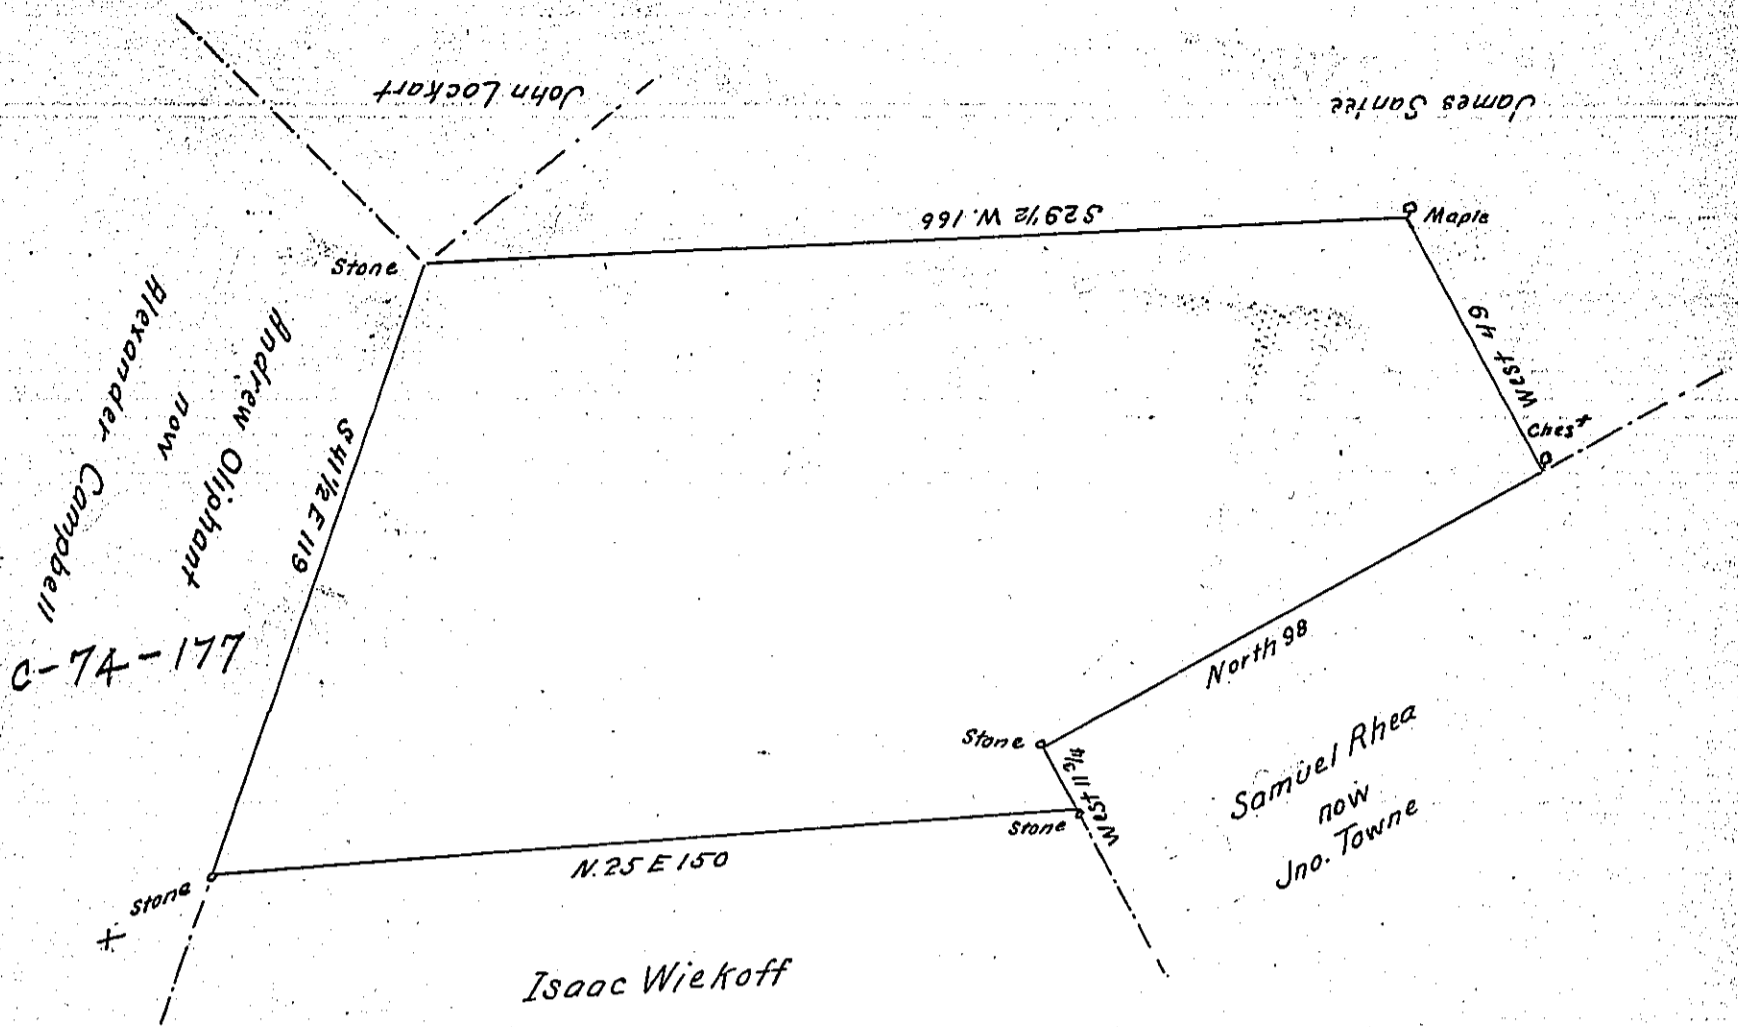 John Lockart
James Santee
S 29 1/2 W. 166
Maple
Stone
West 49
Chest
Andrew Oliphant
now
Alexander Campbell
C-74-177
S 41 1/2 E 119
North 98
Stone
West 11 3/4
Stone
Samuel Rhea
now
Jno. Towne
N. 25 E 150
Stone
+
Isaac Wiekoff